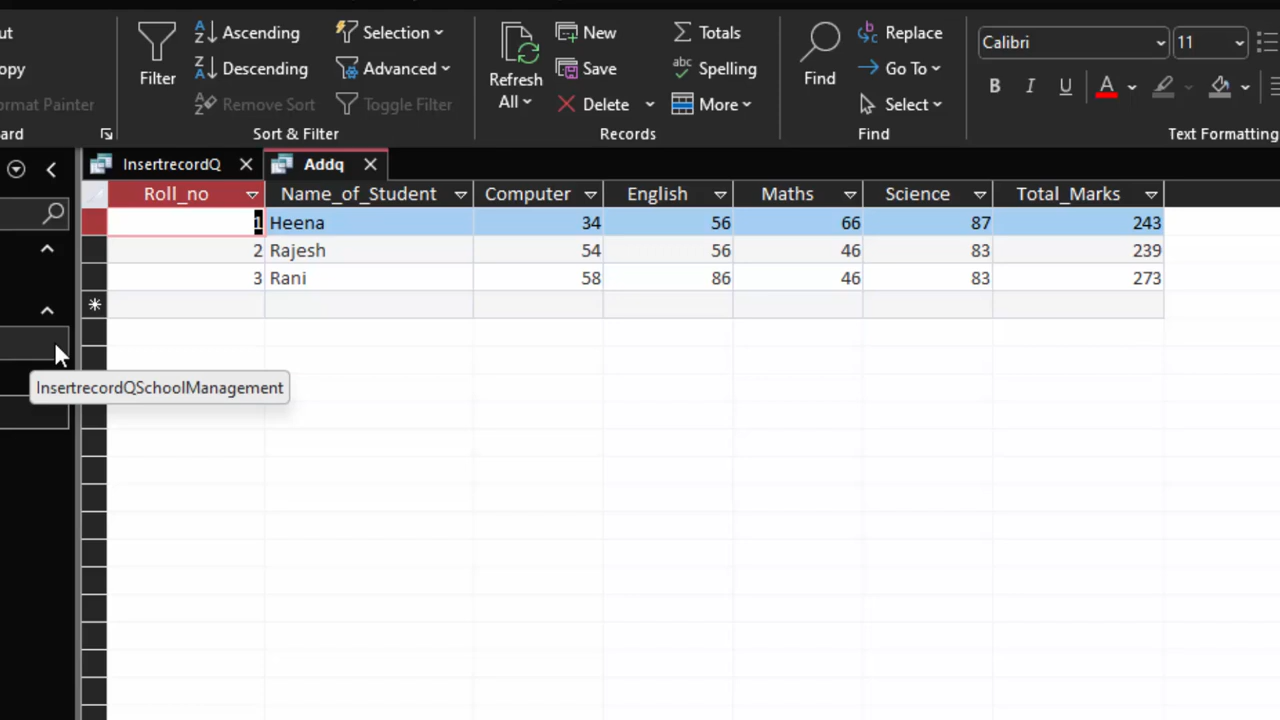 ut Ascending Selection New Totals Replace Calibri 11
opy Filter Descending Advanced Refresh All Save Spelling Find Go To
ormat Painter Remove Sort Toggle Filter Delete More Select B I U A
ard Sort & Filter Records Find Text Formatting
InsertrecordQ Addq
Roll_no Name_of_Student Computer English Maths Science Total_Marks
1 Heena 34 56 66 87 243
2 Rajesh 54 56 46 83 239
3 Rani 58 86 46 83 273
InsertrecordQSchoolManagement